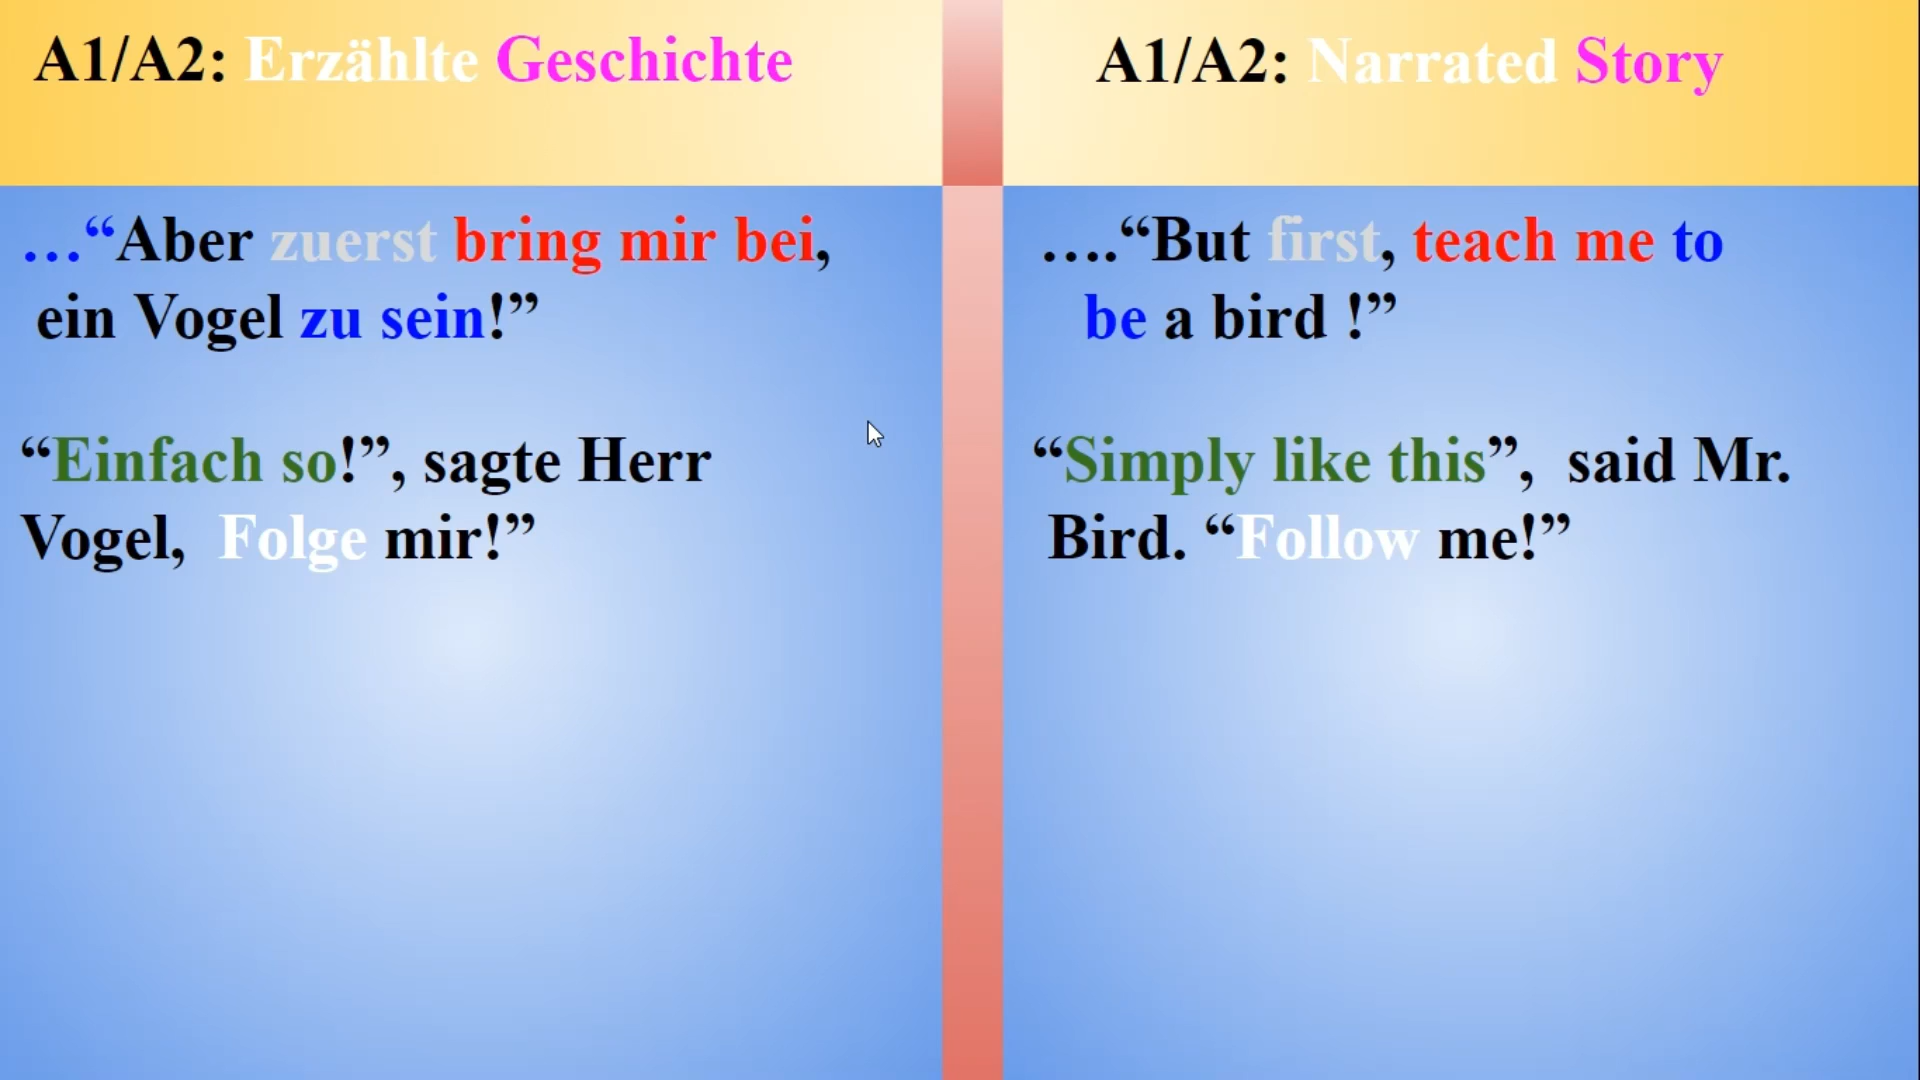 A1/A2: Erzählte Geschichte
…“Aber zuerst bring mir bei,
ein Vogel zu sein!”
“Einfach so!”, sagte Herr
Vogel, Folge mir!”
A1/A2: Narrated Story
….“But first, teach me to
be a bird !”
“Simply like this”, said Mr.
Bird. “Follow me!”